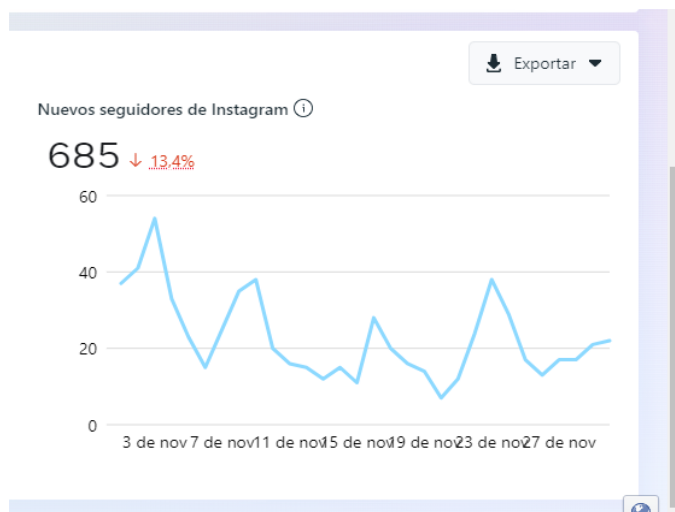 Exportar
Nuevos seguidores de Instagram
685 ↓ 13,4%
60
40
20
0
3 de nov 7 de nov 11 de nov 15 de nov 19 de nov 23 de nov 27 de nov